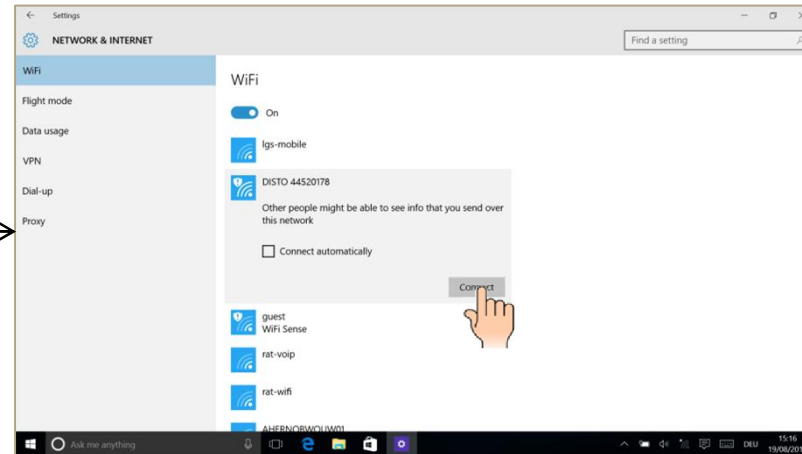 Settings
NETWORK & INTERNET
Find a setting
WiFi
Flight mode
Data usage
VPN
Dial-up
Proxy
WiFi
On
lgs-mobile
DISTO 44520178
Other people might be able to see info that you send over
this network
Connect automatically
Connect
guest
WiFi Sense
rat-voip
rat-wifi
Ask me anything
DEU
15:16